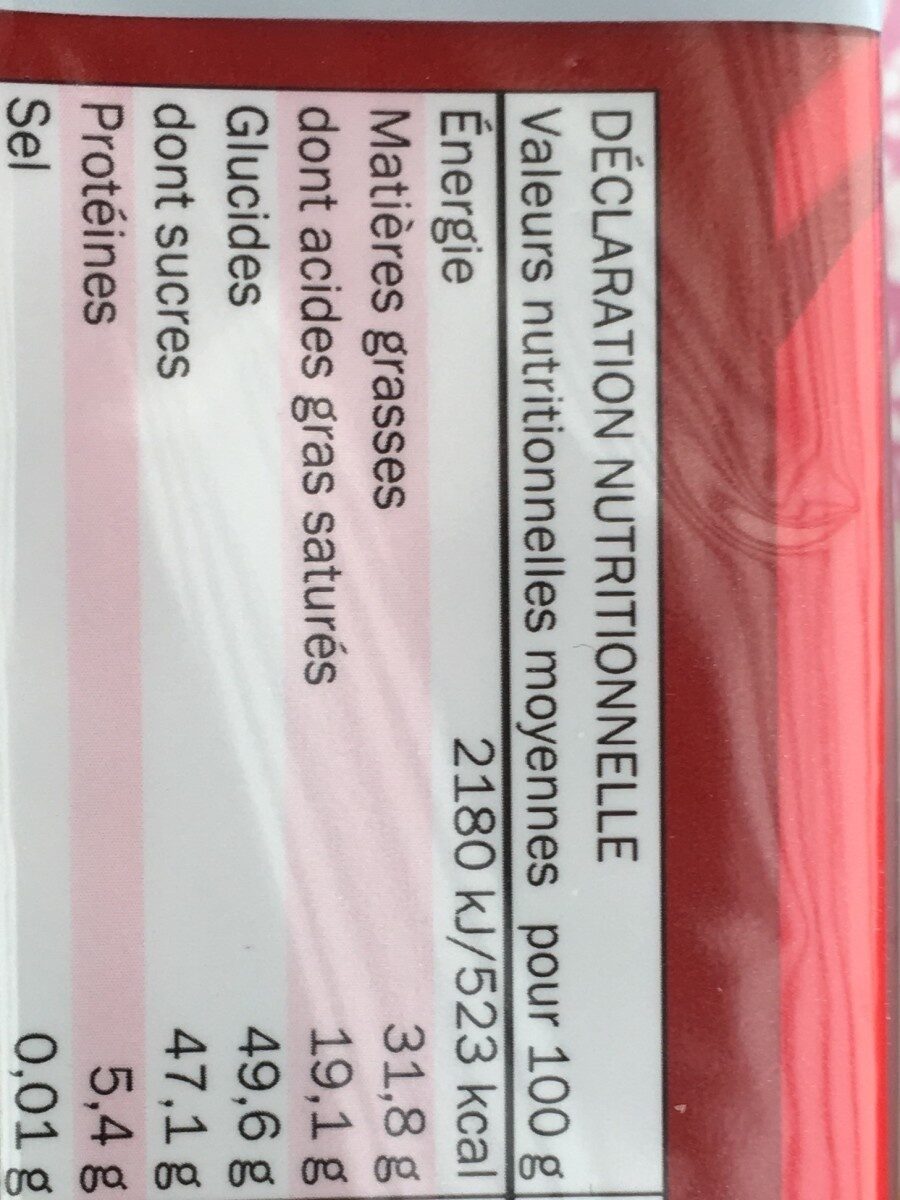 DÉCLARATION NUTRITIONNELLE
Valeurs nutritionnelles moyennes pour 100 g
Énergie 2180 kJ/523 kcal
Matières grasses 31,8 g
dont acides gras saturés 19,1 g
Glucides 49,6 g
dont sucres 47,1 g
Protéines 5,4 g
Sel 0,01 g